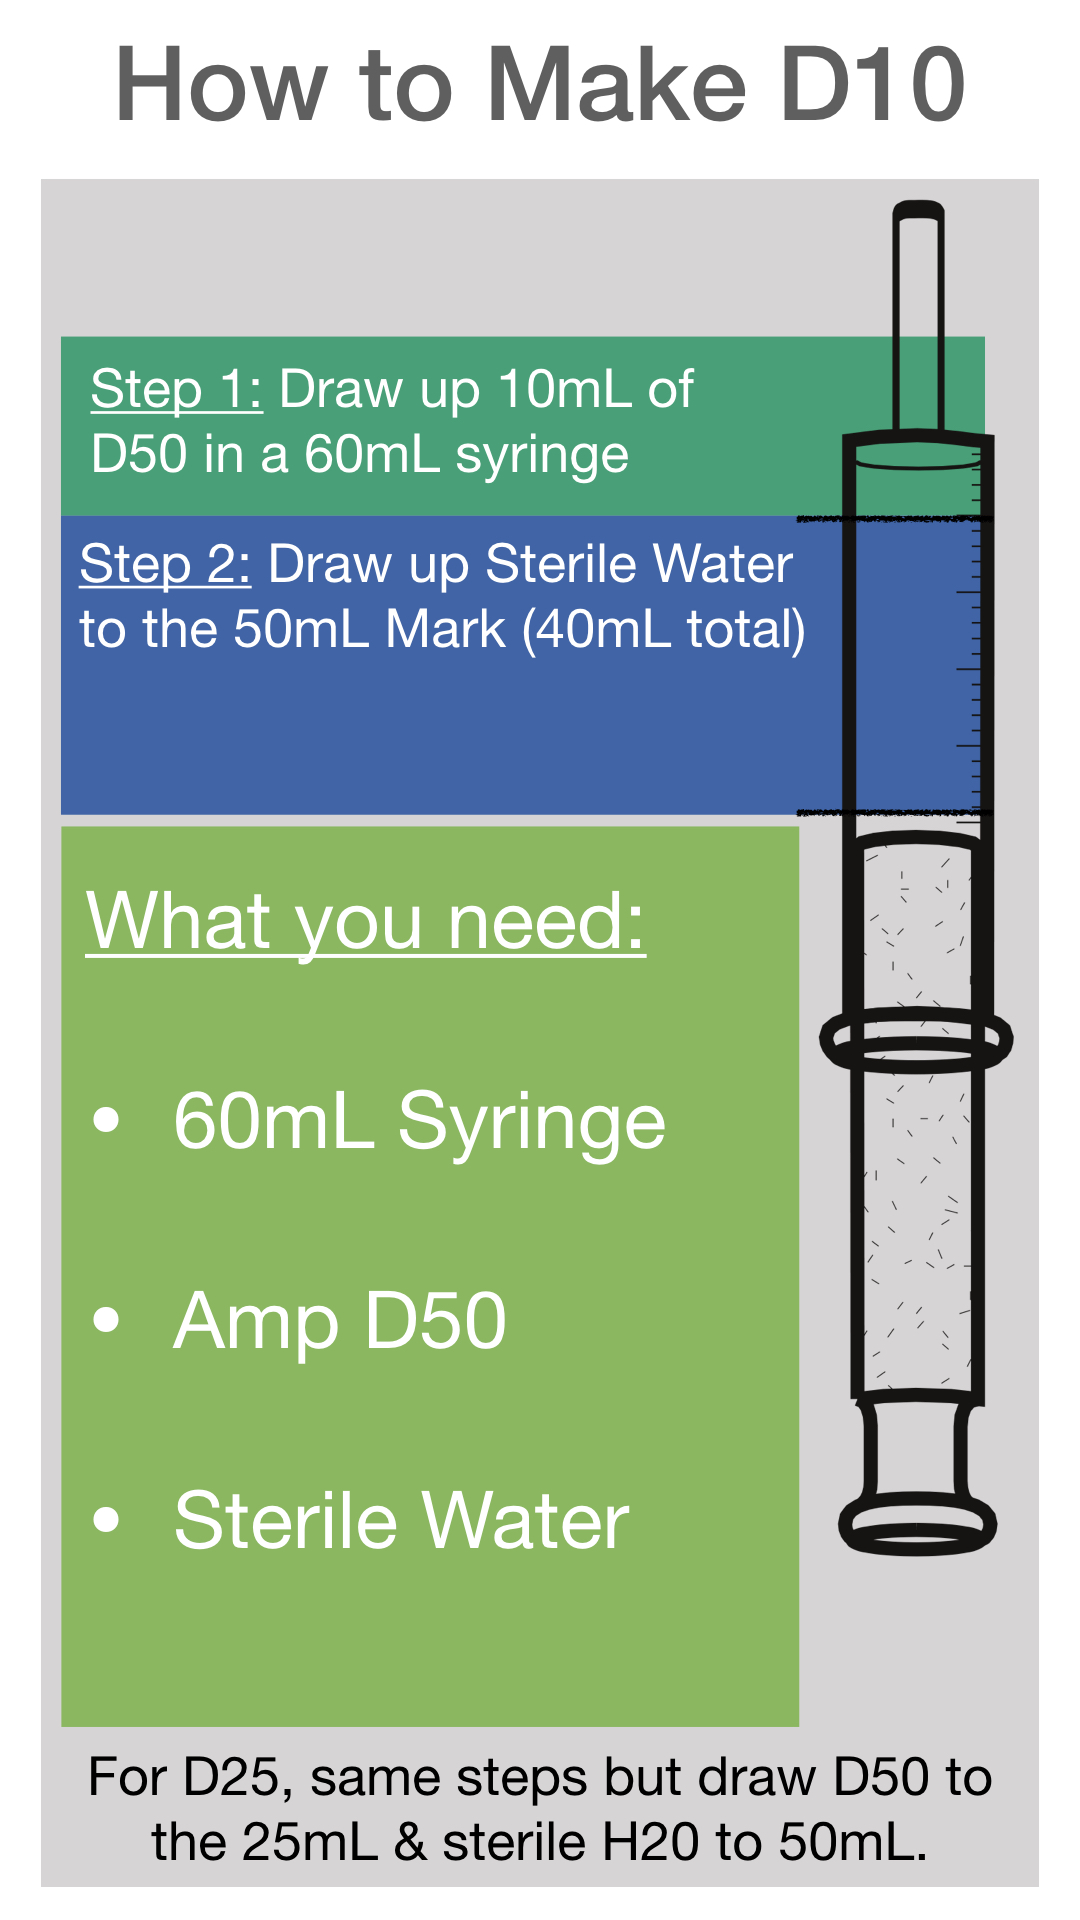 How to Make D10
Step 1: Draw up 10mL of
D50 in a 60mL syringe
Step 2: Draw up Sterile Water
to the 50mL Mark (40mL total)
What you need:
• 60mL Syringe
• Amp D50
• Sterile Water
For D25, same steps but draw D50 to
the 25mL & sterile H20 to 50mL.